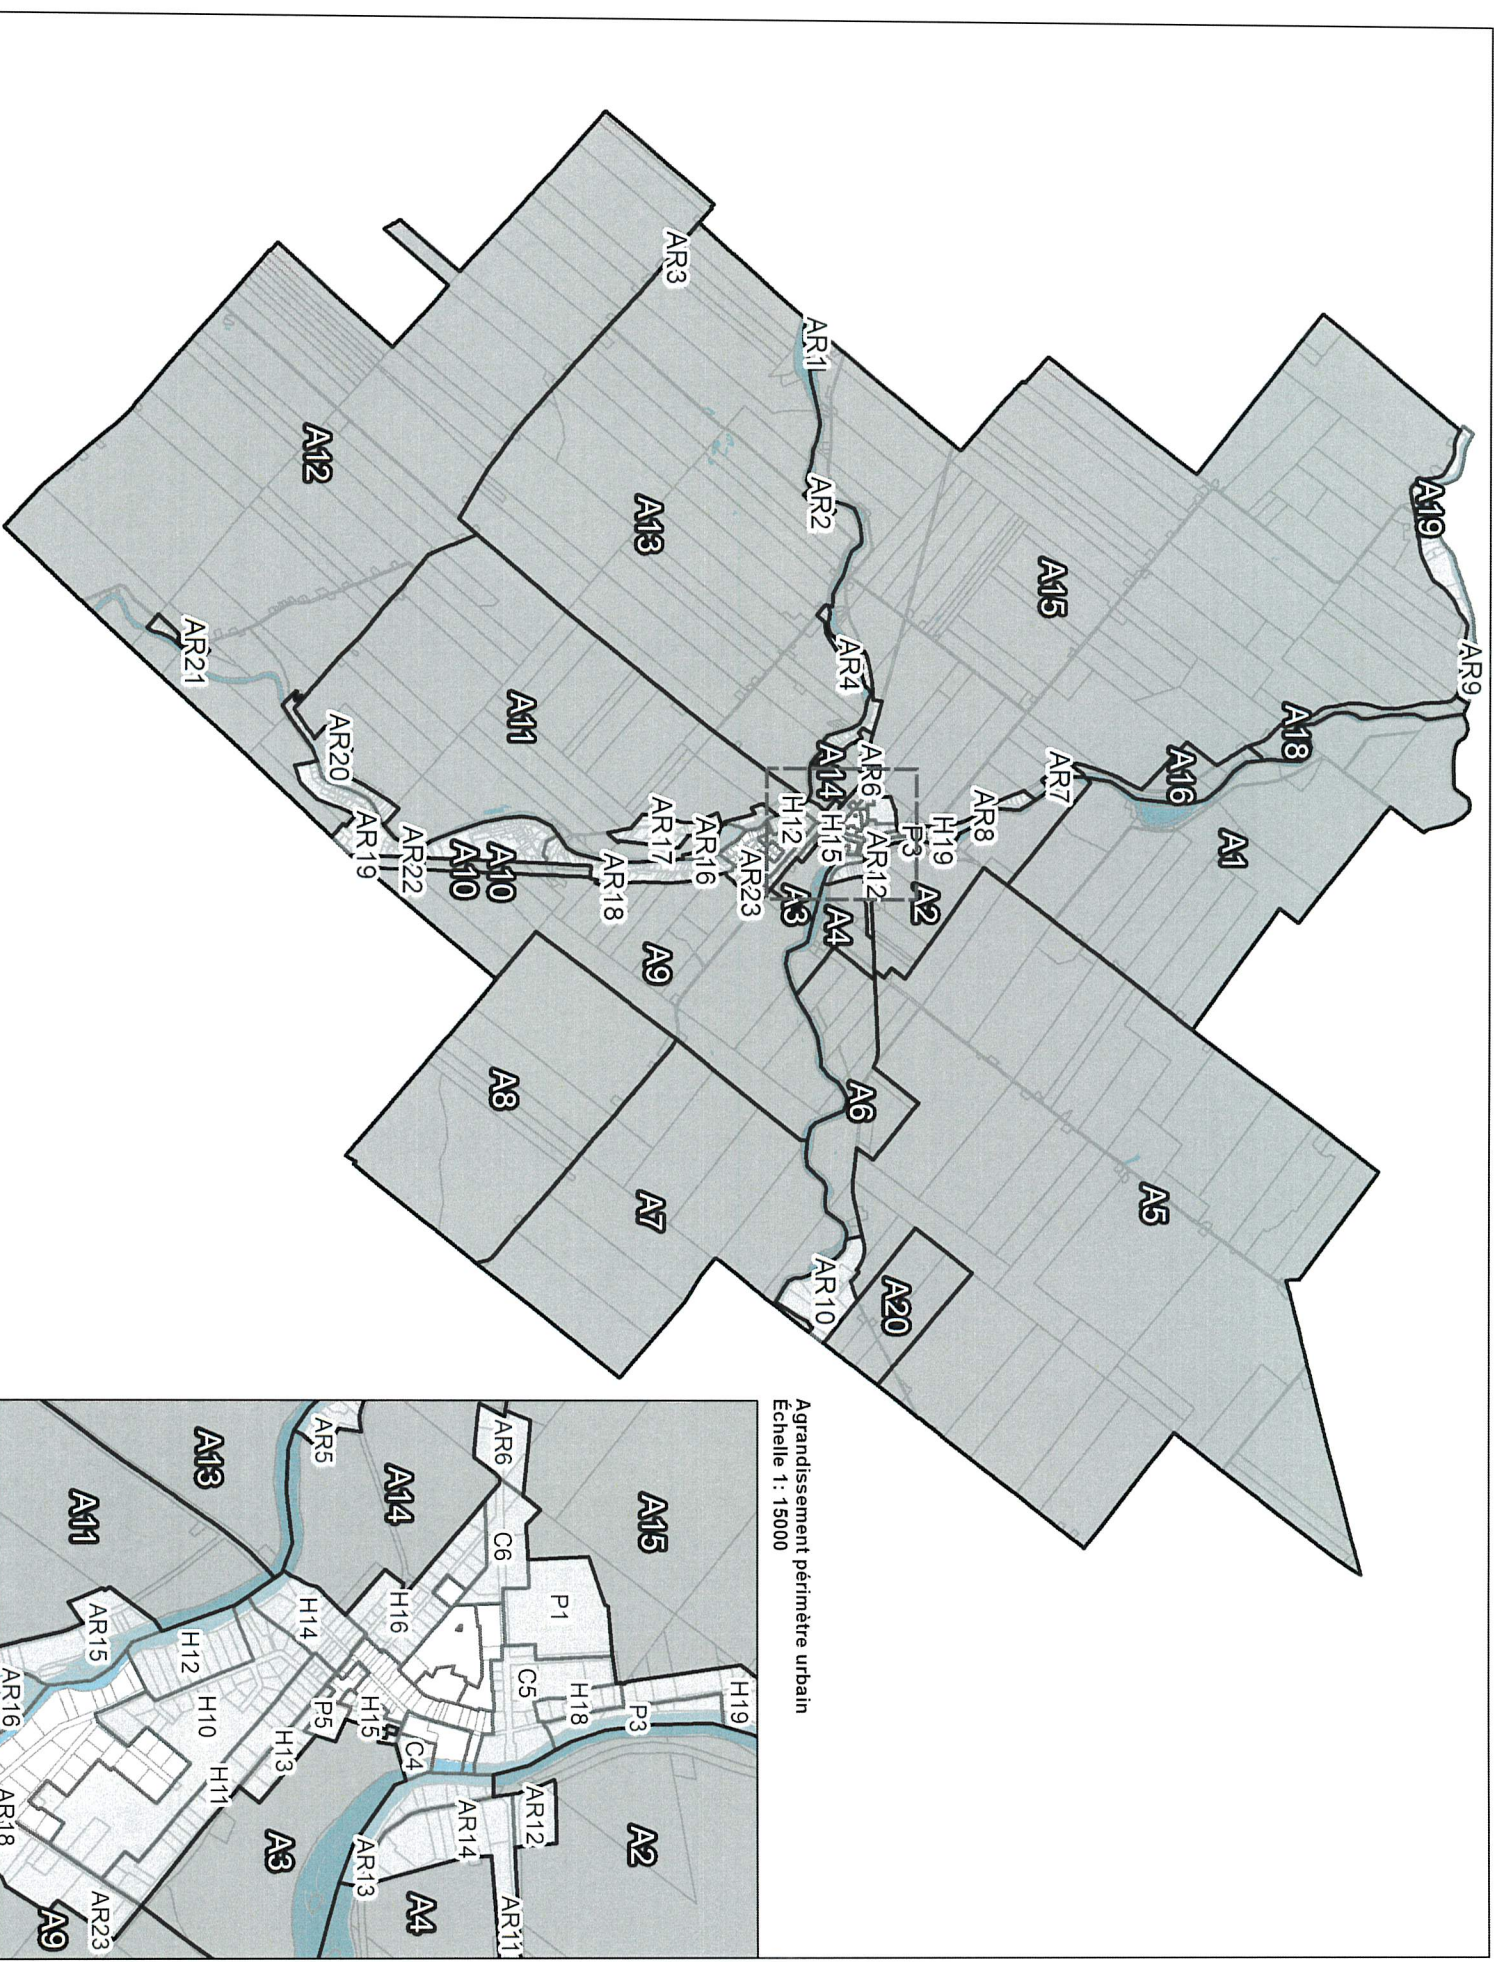 AR9
A19
A18
A16
A1
A15
AR7
AR8
H19
P3
A2
AR6
AR12
A14
H15
H12
A4
A3
AR4
AR2
AR1
AR3
A13
A12
A11
AR23
AR16
AR17
AR18
A10
A10
AR22
AR19
AR20
AR21
A9
A8
A7
A6
A5
A20
AR10
Agrandissement périmètre urbain
Échelle 1: 15000
A15
H19
P3
H18
P1
C5
C6
AR6
A2
AR12
AR11
AR14
A14
H16
C4
A4
AR13
H15
AR5
H14
P5
H13
A3
A13
H11
H10
H12
AR15
A11
AR23
A9
AR16
AR18